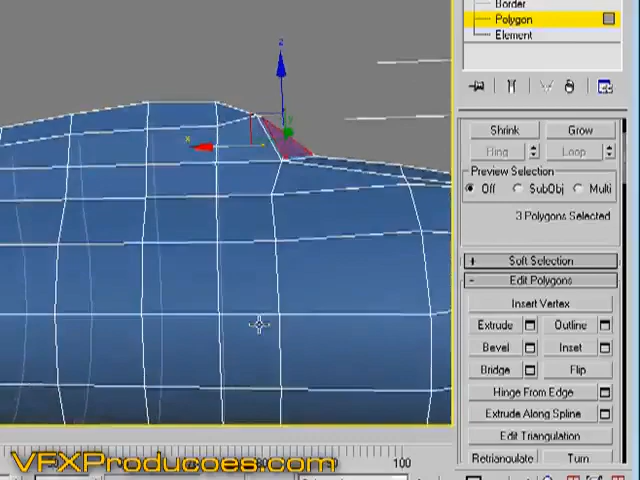 Border
Polygon
Element
z
Shrink
Grow
Ring
Loop
Preview Selection
Off
SubObj
Multi
3 Polygons Selected
x
y
+ Soft Selection
- Edit Polygons
Insert Vertex
Extrude
Outline
Bevel
Inset
Bridge
Flip
Hinge From Edge
Extrude Along Spline
Edit Triangulation
Retriangulate
Turn
100
VFXProducoes.com